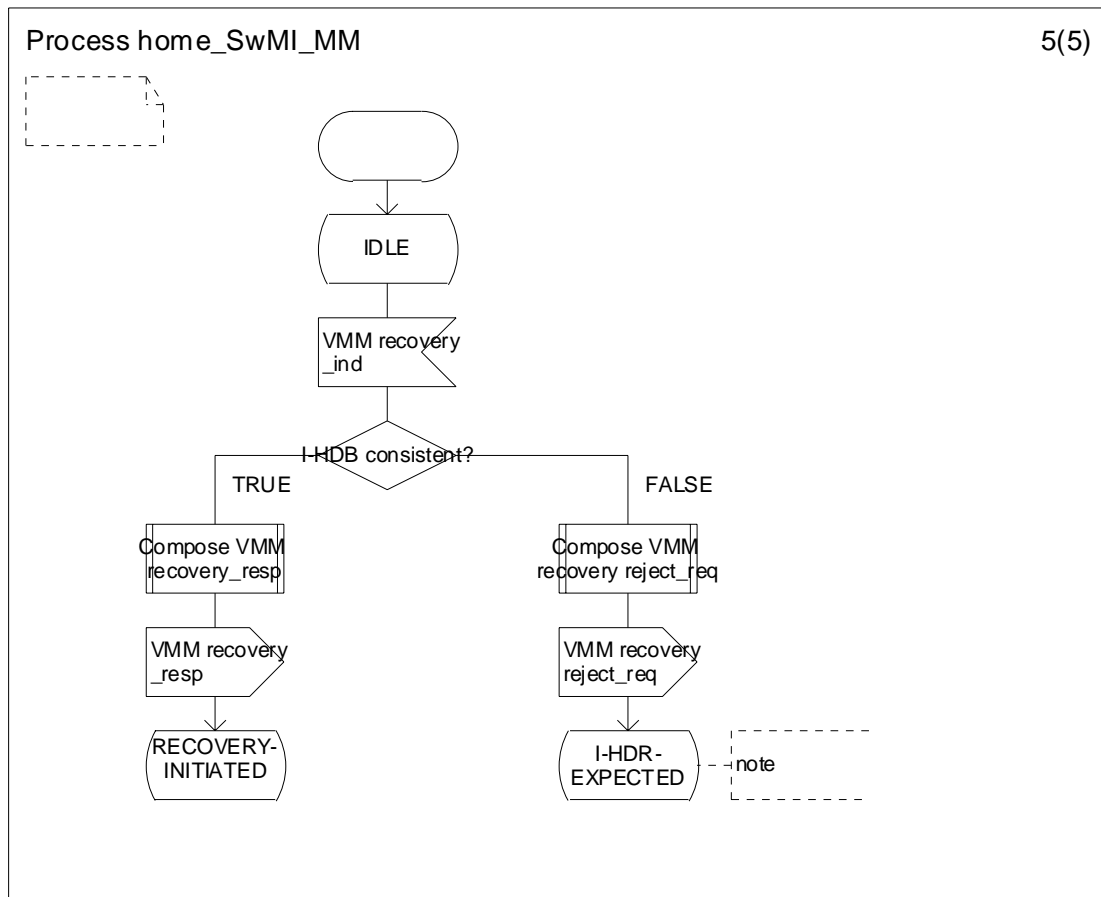 Process home_SwMI_MM
5(5)
IDLE
VMM recovery
_ind
I-HDB consistent?
TRUE
FALSE
Compose VMM
recovery_resp
Compose VMM
recovery reject_req
VMM recovery
_resp
VMM recovery
reject_req
RECOVERY-
INITIATED
I-HDR-
EXPECTED
note